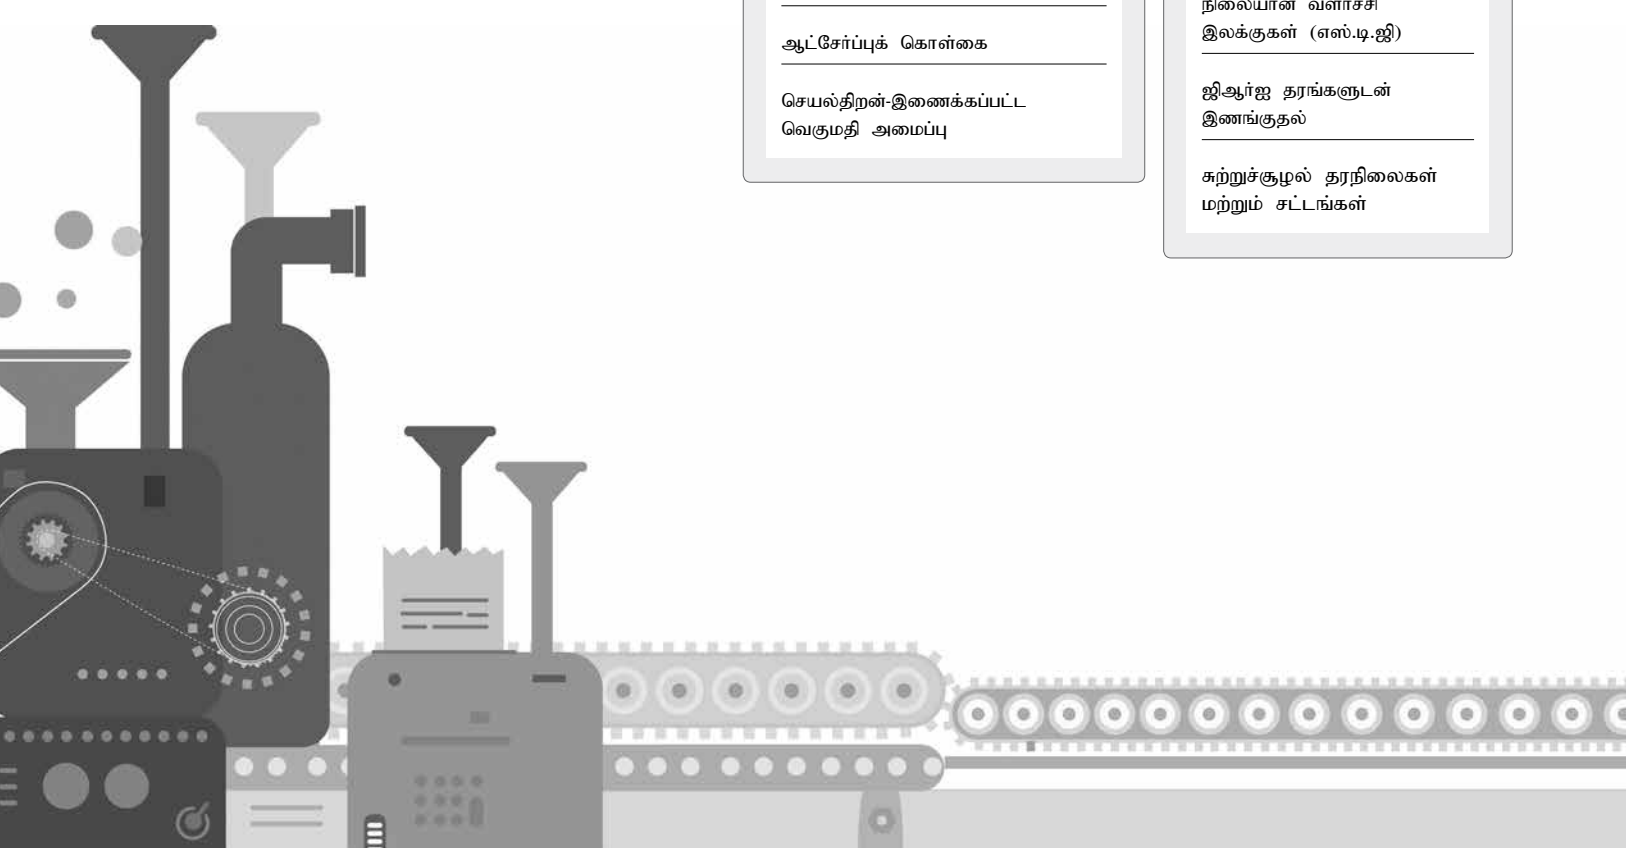 ஆட்சேர்ப்புக் கொள்கை
செயல்திறன்-இணைக்கப்பட்ட
வெகுமதி அமைப்பு
நிலையான வளர்ச்சி
இலக்குகள் (எஸ்.டி.ஜி)
ஜிஆர்ஐ தரங்களுடன்
இணங்குதல்
சுற்றுச்சூழல் தரநிலைகள்
மற்றும் சட்டங்கள்